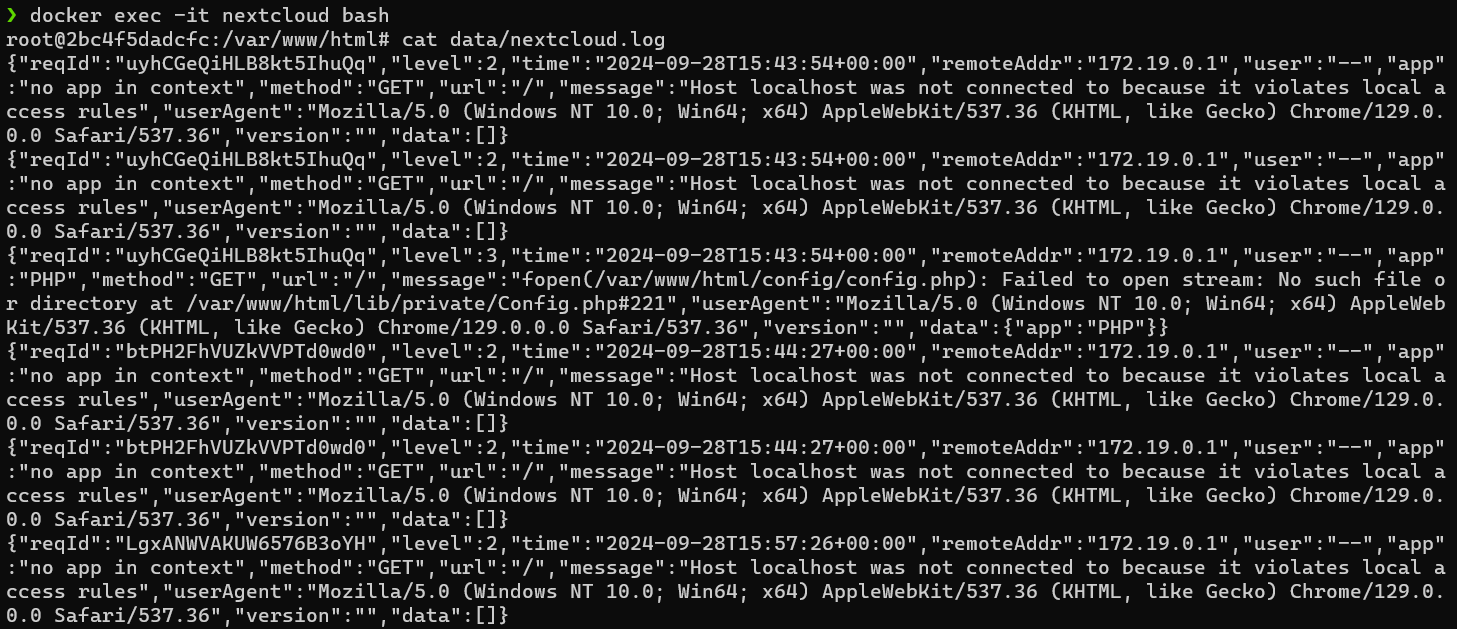 ❯ docker exec -it nextcloud bash
root@2bc4f5dadcfc:/var/www/html# cat data/nextcloud.log
{"reqId":"uyhCGeQiHLB8kt5IhuQq","level":2,"time":"2024-09-28T15:43:54+00:00","remoteAddr":"172.19.0.1","user":"--","app"
:"no app in context","method":"GET","url":"/","message":"Host localhost was not connected to because it violates local a
ccess rules","userAgent":"Mozilla/5.0 (Windows NT 10.0; Win64; x64) AppleWebKit/537.36 (KHTML, like Gecko) Chrome/129.0.
0.0 Safari/537.36","version":"","data":[]}
{"reqId":"uyhCGeQiHLB8kt5IhuQq","level":2,"time":"2024-09-28T15:43:54+00:00","remoteAddr":"172.19.0.1","user":"--","app"
:"no app in context","method":"GET","url":"/","message":"Host localhost was not connected to because it violates local a
ccess rules","userAgent":"Mozilla/5.0 (Windows NT 10.0; Win64; x64) AppleWebKit/537.36 (KHTML, like Gecko) Chrome/129.0.
0.0 Safari/537.36","version":"","data":[]}
{"reqId":"uyhCGeQiHLB8kt5IhuQq","level":3,"time":"2024-09-28T15:43:54+00:00","remoteAddr":"172.19.0.1","user":"--","app"
:"PHP","method":"GET","url":"/","message":"fopen(/var/www/html/config/config.php): Failed to open stream: No such file o
r directory at /var/www/html/lib/private/Config.php#221","userAgent":"Mozilla/5.0 (Windows NT 10.0; Win64; x64) AppleWeb
Kit/537.36 (KHTML, like Gecko) Chrome/129.0.0.0 Safari/537.36","version":"","data":{"app":"PHP"}}
{"reqId":"btPH2FhVUZkVVPTd0wd0","level":2,"time":"2024-09-28T15:44:27+00:00","remoteAddr":"172.19.0.1","user":"--","app"
:"no app in context","method":"GET","url":"/","message":"Host localhost was not connected to because it violates local a
ccess rules","userAgent":"Mozilla/5.0 (Windows NT 10.0; Win64; x64) AppleWebKit/537.36 (KHTML, like Gecko) Chrome/129.0.
0.0 Safari/537.36","version":"","data":[]}
{"reqId":"btPH2FhVUZkVVPTd0wd0","level":2,"time":"2024-09-28T15:44:27+00:00","remoteAddr":"172.19.0.1","user":"--","app"
:"no app in context","method":"GET","url":"/","message":"Host localhost was not connected to because it violates local a
ccess rules","userAgent":"Mozilla/5.0 (Windows NT 10.0; Win64; x64) AppleWebKit/537.36 (KHTML, like Gecko) Chrome/129.0.
0.0 Safari/537.36","version":"","data":[]}
{"reqId":"LgxANWVAKUW6576B3oYH","level":2,"time":"2024-09-28T15:57:26+00:00","remoteAddr":"172.19.0.1","user":"--","app"
:"no app in context","method":"GET","url":"/","message":"Host localhost was not connected to because it violates local a
ccess rules","userAgent":"Mozilla/5.0 (Windows NT 10.0; Win64; x64) AppleWebKit/537.36 (KHTML, like Gecko) Chrome/129.0.
0.0 Safari/537.36","version":"","data":[]}